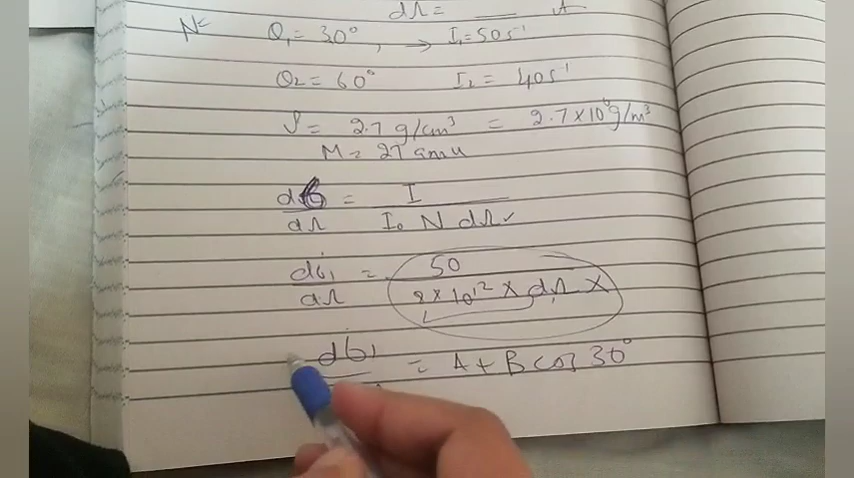 dΩ = A
N= θ₁ = 30°, → I₁ = 50 s⁻¹
θ₂ = 60° I₂ = 40 s⁻¹
ρ = 2.7 g/cm³ = 2.7 × 10⁶ g/m³
M = 27 amu
dσ/dΩ = I / I₀ N dΩ
dσ₁/dΩ = 50 / 8 × 10¹² × dΩ ×
dσ₁ = A + B cos 30°